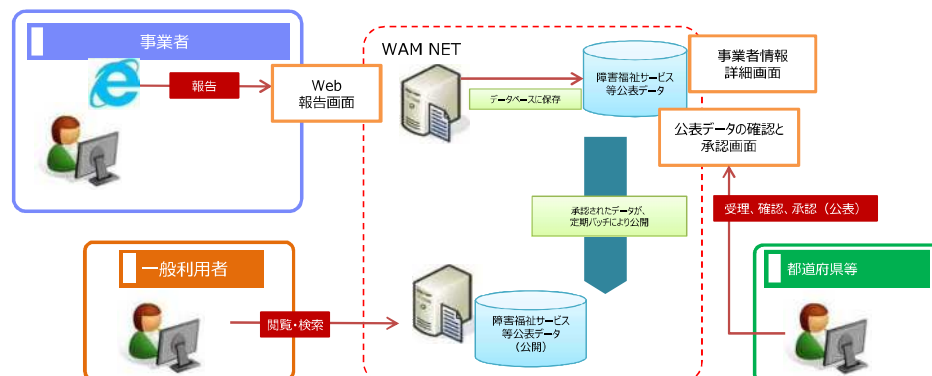 事業者
報告
Web
報告画面
WAM NET
データベースに保存
障害福祉サービス
等公表データ
事業者情報
詳細画面
公表データの確認と
承認画面
承認されたデータが、
定期バッチにより公開
受理、確認、承認（公表）
一般利用者
閲覧・検索
障害福祉サービス
等公表データ
（公開）
都道府県等